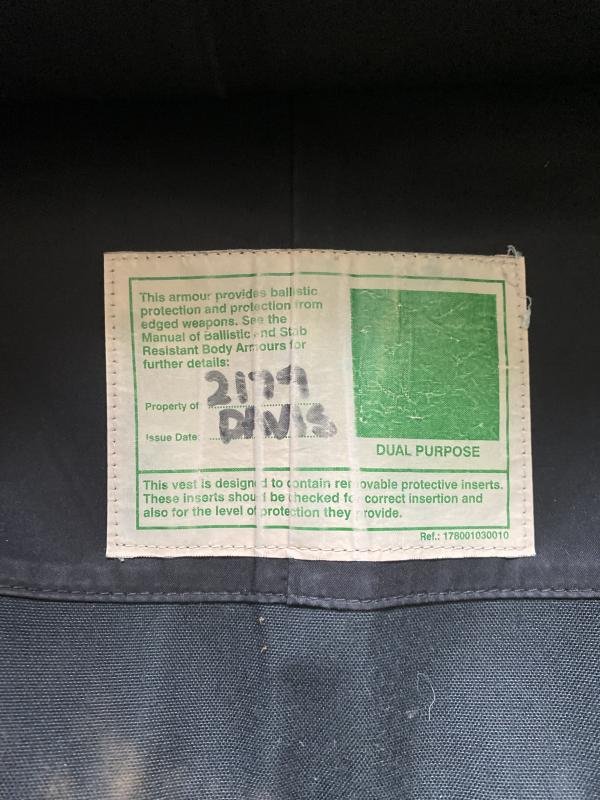 This armour provides ballistic
protection and protection from
edged weapons. See the
Manual of Ballistic and Stab
Resistant Body Armours for
further details:
Property of 2199
Issue Date:
DUAL PURPOSE
This vest is designed to contain removable protective inserts.
These inserts should be checked for correct insertion and
also for the level of protection they provide.
Ref.: 178001030010